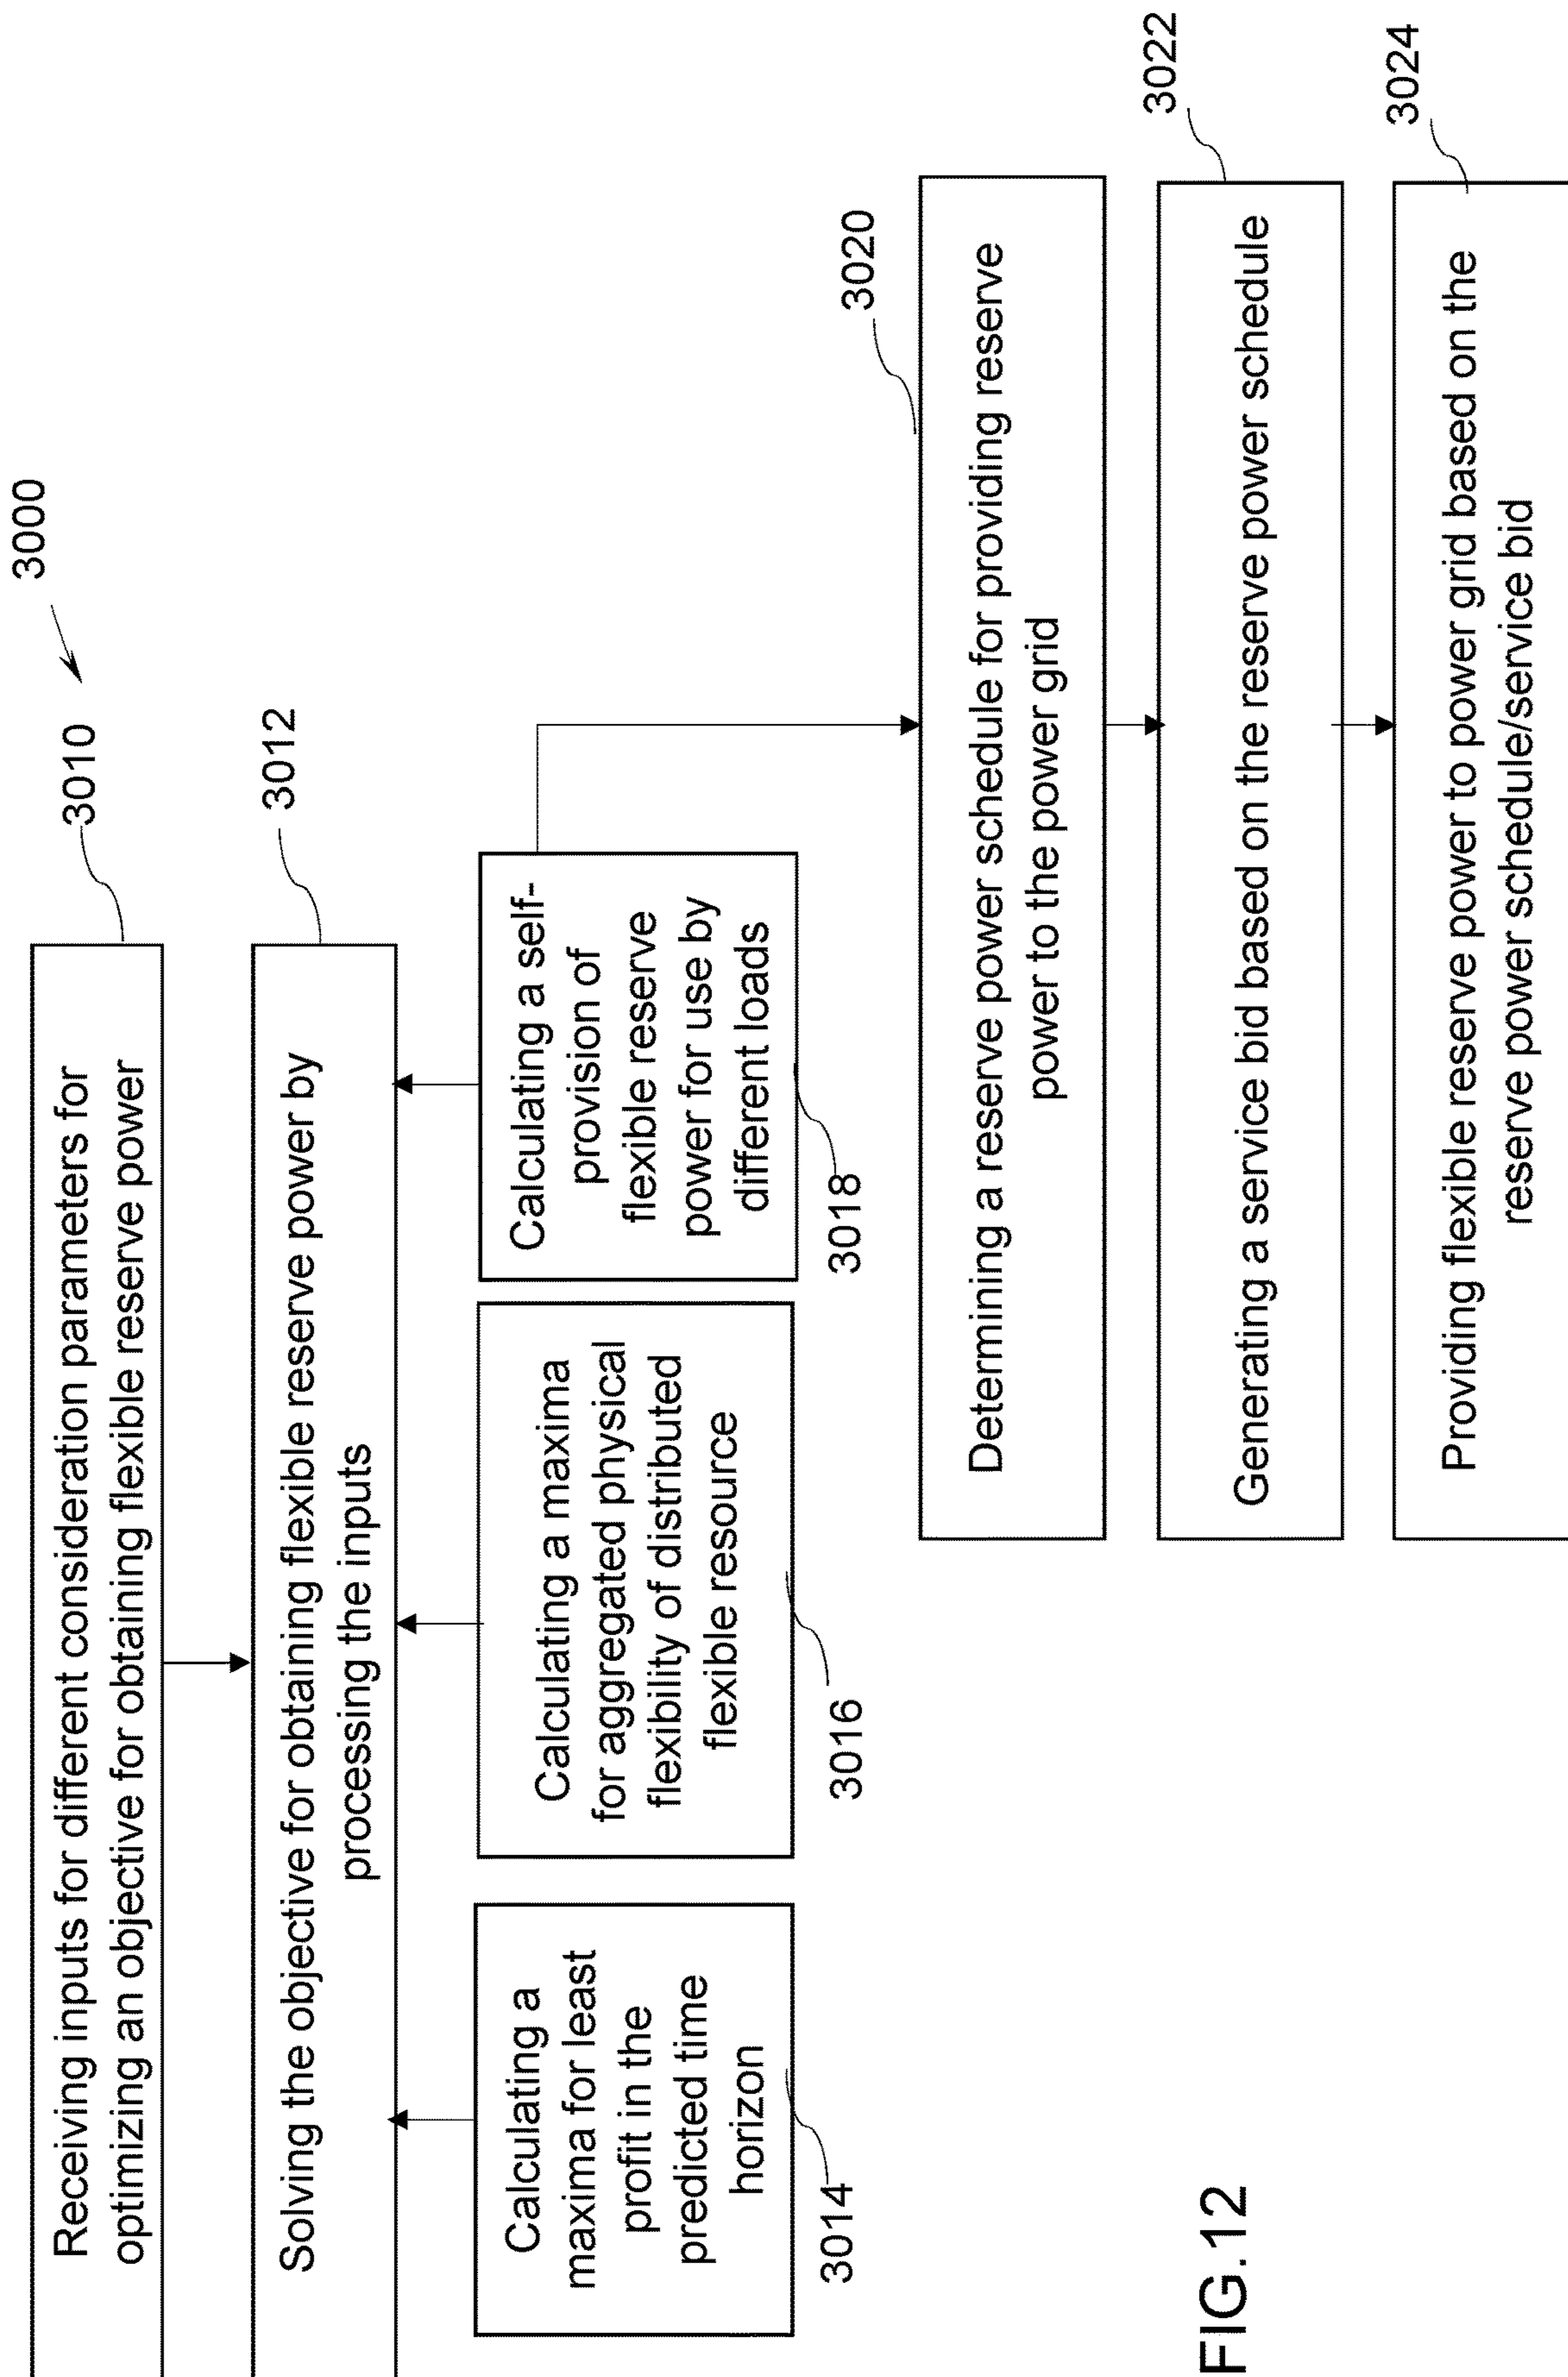 3000
3010
Receiving inputs for different consideration parameters for
optimizing an objective for obtaining flexible reserve power
3012
Solving the objective for obtaining flexible reserve power by
processing the inputs
Calculating a
maxima for least
profit in the
predicted time
horizon
3014
Calculating a maxima
for aggregated physical
flexibility of distributed
flexible resource
3016
Calculating a self-
provision of
flexible reserve
power for use by
different loads
3018
3020
Determining a reserve power schedule for providing reserve
power to the power grid
3022
Generating a service bid based on the reserve power schedule
3024
Providing flexible reserve power to power grid based on the
reserve power schedule/service bid
FIG.12